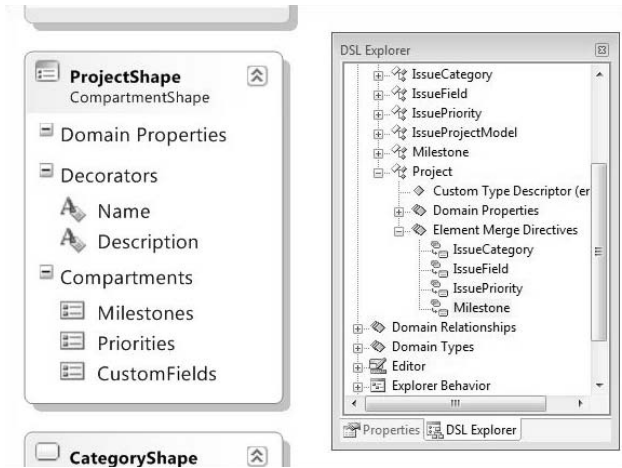 ProjectShape
CompartmentShape
Domain Properties
Decorators
Name
Description
Compartments
Milestones
Priorities
CustomFields
CategoryShape
DSL Explorer
IssueCategory
IssueField
IssuePriority
IssueProjectModel
Milestone
Project
Custom Type Descriptor (er
Domain Properties
Element Merge Directives
IssueCategory
IssueField
IssuePriority
Milestone
Domain Relationships
Domain Types
Editor
Explorer Behavior
Properties DSL Explorer